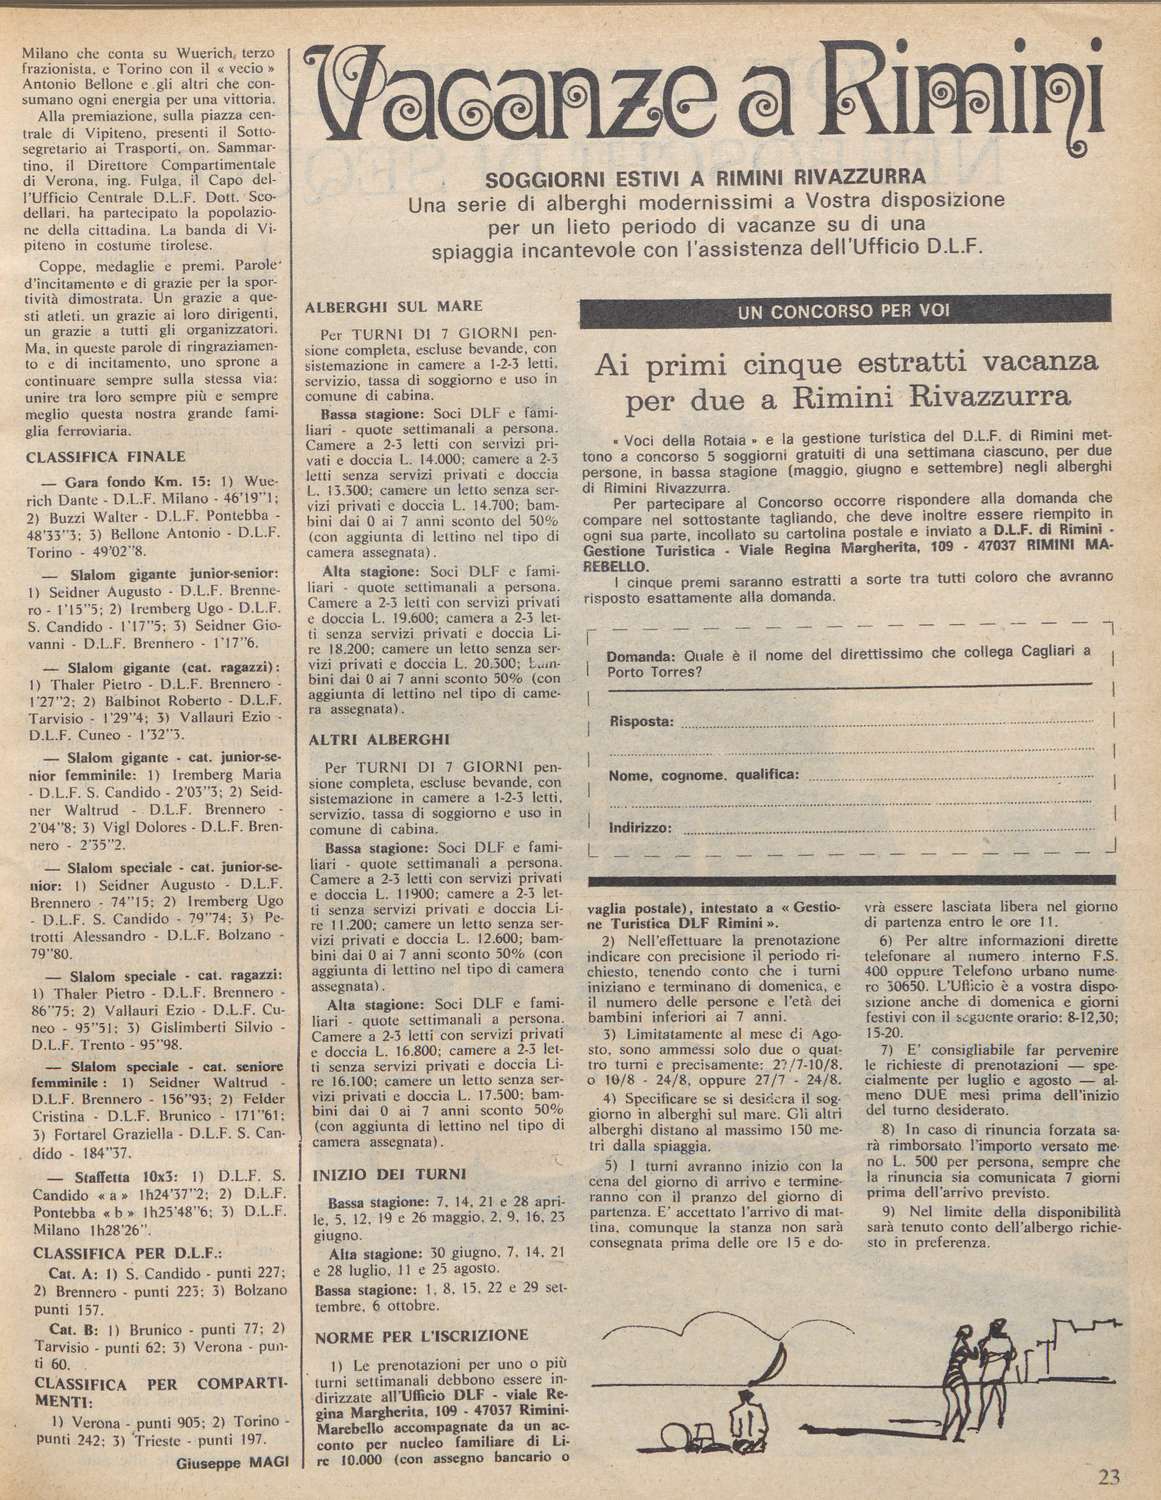 Milano che conta su Wuerich, terzo
frazionista, e Torino con il « vecio »
Antonio Bellone e gli altri che con-
sumano ogni energia per una vittoria.
Alla premiazione, sulla piazza cen-
trale di Vipiteno, presenti il Sotto-
segretario ai Trasporti, on. Sammar-
tino, il Direttore Compartimentale
di Verona, ing. Fulga, il Capo del-
l'Ufficio Centrale D.L.F. Dott. Sco-
dellari, ha partecipato la popolazio-
ne della cittadina. La banda di Vi-
piteno in costume tirolese.
Coppe, medaglie e premi. Parole
d'incitamento e di grazie per la spor-
tività dimostrata. Un grazie a que-
sti atleti, un grazie ai loro dirigenti,
un grazie a tutti gli organizzatori.
Ma, in queste parole di ringraziamen-
to e di incitamento, uno sprone a
continuare sempre sulla stessa via:
unire tra loro sempre più e sempre
meglio questa nostra grande fami-
glia ferroviaria.
CLASSIFICA FINALE
— Gara fondo Km. 15: 1) Wue-
rich Dante - D.L.F. Milano - 46'19"1;
2) Buzzi Walter - D.L.F. Pontebba -
48'33"3; 3) Bellone Antonio - D.L.F.
Torino - 49'02"8.
— Slalom gigante junior-senior:
1) Seidner Augusto - D.L.F. Brenne-
ro - 1'15"5; 2) Iremberg Ugo - D.L.F.
S. Candido - 1'17"5; 3) Seidner Gio-
vanni - D.L.F. Brennero - 1'17"6.
— Slalom gigante (cat. ragazzi):
1) Thaler Pietro - D.L.F. Brennero -
1'27"2; 2) Balbinot Roberto - D.L.F.
Tarvisio - 1'29"4; 3) Vallauri Ezio -
D.L.F. Cuneo - 1'32"3.
— Slalom gigante - cat. junior-se-
nior femminile: 1) Iremberg Maria
- D.L.F. S. Candido - 2'03"3; 2) Seid-
ner Waltrud - D.L.F. Brennero -
2'04"8; 3) Vigl Dolores - D.L.F. Bren-
nero - 2'35"2.
— Slalom speciale - cat. junior-se-
nior: 1) Seidner Augusto - D.L.F.
Brennero - 74"15; 2) Iremberg Ugo
- D.L.F. S. Candido - 79"74; 3) Pe-
trotti Alessandro - D.L.F. Bolzano -
79"80.
— Slalom speciale - cat. ragazzi:
1) Thaler Pietro - D.L.F. Brennero -
86"75; 2) Vallauri Ezio - D.L.F. Cu-
neo - 95"51; 3) Gislimberti Silvio -
D.L.F. Trento - 95"98.
— Slalom speciale - cat. seniore
femminile : 1) Seidner Waltrud -
D.L.F. Brennero - 156"93; 2) Felder
Cristina - D.L.F. Brunico - 171"61;
3) Fortarel Graziella - D.L.F. S. Can-
dido - 184"37.
— Staffetta 10x3: 1) D.L.F. S.
Candido « a » 1h24'37"2; 2) D.L.F.
Pontebba « b » 1h25'48"6; 3) D.L.F.
Milano 1h28'26".
CLASSIFICA PER D.L.F.:
Cat. A: 1) S. Candido - punti 227;
2) Brennero - punti 223; 3) Bolzano
punti 157.
Cat. B: 1) Brunico - punti 77; 2)
Tarvisio - punti 62; 3) Verona - pun-
ti 60.
CLASSIFICA PER COMPARTI-
MENTI:
1) Verona - punti 905; 2) Torino -
punti 242; 3) Trieste - punti 197.
Giuseppe MAGI
Vacanze a Rimini
SOGGIORNI ESTIVI A RIMINI RIVAZZURRA
Una serie di alberghi modernissimi a Vostra disposizione
per un lieto periodo di vacanze su di una
spiaggia incantevole con l'assistenza dell'Ufficio D.L.F.
ALBERGHI SUL MARE
Per TURNI DI 7 GIORNI pen-
sione completa, escluse bevande, con
sistemazione in camere a 1-2-3 letti,
servizio, tassa di soggiorno e uso in
comune di cabina.
Bassa stagione: Soci DLF e fami-
liari - quote settimanali a persona.
Camere a 2-3 letti con servizi pri-
vati e doccia L. 14.000; camere a 2-3
letti senza servizi privati e doccia
L. 13.300; camere un letto senza ser-
vizi privati e doccia L. 14.700; bam-
bini dai 0 ai 7 anni sconto del 50%
(con aggiunta di lettino nel tipo di
camera assegnata).
Alta stagione: Soci DLF e fami-
liari - quote settimanali a persona.
Camere a 2-3 letti con servizi privati
e doccia L. 19.600; camera a 2-3 let-
ti senza servizi privati e doccia Li-
re 18.200; camere un letto senza ser-
vizi privati e doccia L. 20.300; bam-
bini dai 0 ai 7 anni sconto 50% (con
aggiunta di lettino nel tipo di came-
ra assegnata).
ALTRI ALBERGHI
Per TURNI DI 7 GIORNI pen-
sione completa, escluse bevande, con
sistemazione in camere a 1-2-3 letti,
servizio, tassa di soggiorno e uso in
comune di cabina.
Bassa stagione: Soci DLF e fami-
liari - quote settimanali a persona.
Camere a 2-3 letti con servizi privati
e doccia L. 11900; camere a 2-3 let-
ti senza servizi privati e doccia Li-
re 11.200; camere un letto senza ser-
vizi privati e doccia L. 12.600; bam-
bini dai 0 ai 7 anni sconto 50% (con
aggiunta di lettino nel tipo di camera
assegnata).
Alta stagione: Soci DLF e fami-
liari - quote settimanali a persona.
Camere a 2-3 letti con servizi privati
e doccia L. 16.800; camere a 2-3 let-
ti senza servizi privati e doccia Li-
re 16.100; camere un letto senza ser-
vizi privati e doccia L. 17.500; bam-
bini dai 0 ai 7 anni sconto 50%
(con aggiunta di lettino nel tipo di
camera assegnata).
INIZIO DEI TURNI
Bassa stagione: 7, 14, 21 e 28 apri-
le, 5, 12, 19 e 26 maggio, 2, 9, 16, 23
giugno.
Alta stagione: 30 giugno, 7, 14, 21
e 28 luglio, 11 e 25 agosto.
Bassa stagione: 1, 8, 15, 22 e 29 set-
tembre, 6 ottobre.
NORME PER L'ISCRIZIONE
1) Le prenotazioni per uno o più
turni settimanali debbono essere in-
dirizzate all'Ufficio DLF - viale Re-
gina Margherita, 109 - 47037 Rimini-
Marebello accompagnate da un ac-
conto per nucleo familiare di Li-
re 10.000 (con assegno bancario o
UN CONCORSO PER VOI
Ai primi cinque estratti vacanza
per due a Rimini Rivazzurra
« Voci della Rotaia » e la gestione turistica del D.L.F. di Rimini met-
tono a concorso 5 soggiorni gratuiti di una settimana ciascuno, per due
persone, in bassa stagione (maggio, giugno e settembre) negli alberghi
di Rimini Rivazzurra.
Per partecipare al Concorso occorre rispondere alla domanda che
compare nel sottostante tagliando, che deve inoltre essere riempito in
ogni sua parte, incollato su cartolina postale e inviato a D.L.F. di Rimini -
Gestione Turistica - Viale Regina Margherita, 109 - 47037 RIMINI MA-
REBELLO.
I cinque premi saranno estratti a sorte tra tutti coloro che avranno
risposto esattamente alla domanda.
Domanda: Quale è il nome del direttissimo che collega Cagliari a
Porto Torres?
Risposta:
Nome, cognome, qualifica:
Indirizzo:
vaglia postale), intestato a « Gestio-
ne Turistica DLF Rimini ».
2) Nell'effettuare la prenotazione
indicare con precisione il periodo ri-
chiesto, tenendo conto che i turni
iniziano e terminano di domenica, e
il numero delle persone e l'età dei
bambini inferiori ai 7 anni.
3) Limitatamente al mese di Ago-
sto, sono ammessi solo due o quat-
tro turni e precisamente: /7-10/8,
o 10/8 - 24/8, oppure 27/7 - 24/8.
4) Specificare se si desidera il sog-
giorno in alberghi sul mare. Gli altri
alberghi distano al massimo 150 me-
tri dalla spiaggia.
5) I turni avranno inizio con la
cena del giorno di arrivo e termine-
ranno con il pranzo del giorno di
partenza. E' accettato l'arrivo di mat-
tina, comunque la stanza non sarà
consegnata prima delle ore 15 e do-
vrà essere lasciata libera nel giorno
di partenza entro le ore 11.
6) Per altre informazioni dirette
telefonare al numero interno F.S.
400 oppure Telefono urbano nume-
ro 30650. L'Ufficio è a vostra dispo-
sizione anche di domenica e giorni
festivi con il seguente orario: 8-12,30;
15-20.
7) E' consigliabile far pervenire
le richieste di prenotazioni — spe-
cialmente per luglio e agosto — al-
meno DUE mesi prima dell'inizio
del turno desiderato.
8) In caso di rinuncia forzata sa-
rà rimborsato l'importo versato me-
no L. 500 per persona, sempre che
la rinuncia sia comunicata 7 giorni
prima dell'arrivo previsto.
9) Nel limite della disponibilità
sarà tenuto conto dell'albergo richie-
sto in preferenza.
23